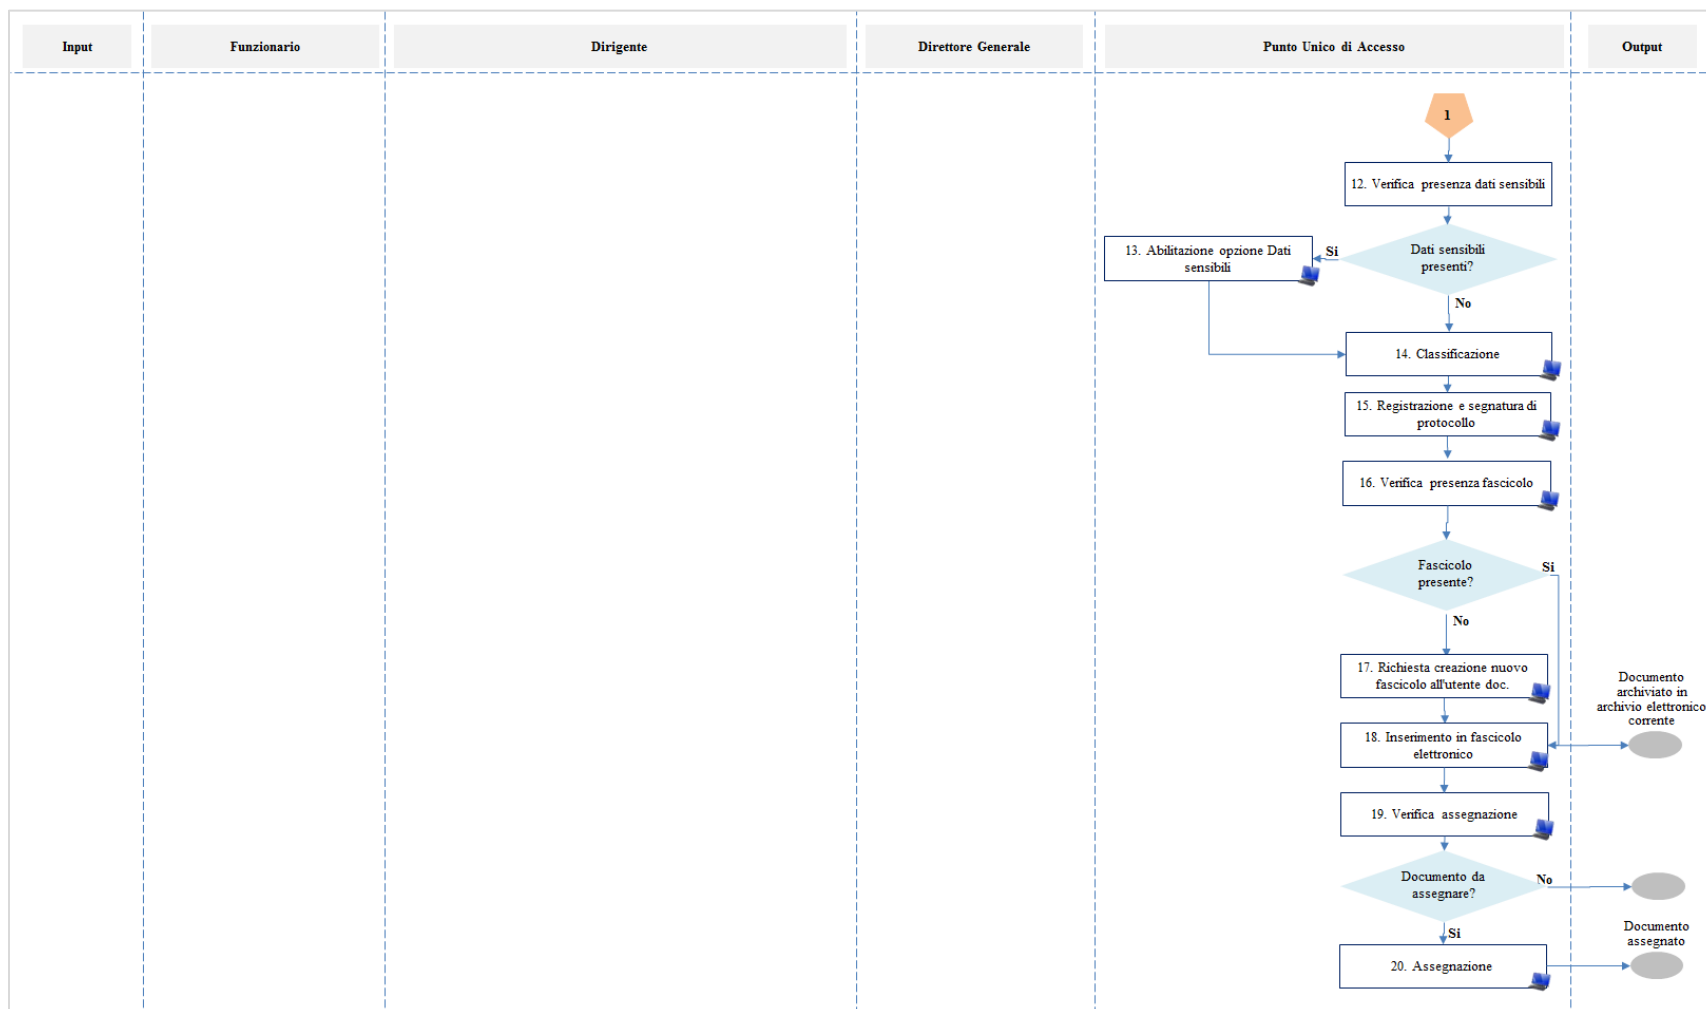 Input
Funzionario
Dirigente
Direttore Generale
Punto Unico di Accesso
Output
1
12. Verifica presenza dati sensibili
Dati sensibili
presenti?
Si
13. Abilitazione opzione Dati
sensibili
No
14. Classificazione
15. Registrazione e segnatura di
protocollo
16. Verifica presenza fascicolo
Fascicolo
presente?
Si
No
17. Richiesta creazione nuovo
fascicolo all'utente doc.
Documento
archiviato in
archivio elettronico
corrente
18. Inserimento in fascicolo
elettronico
19. Verifica assegnazione
Documento da
assegnare?
No
Si
Documento
assegnato
20. Assegnazione